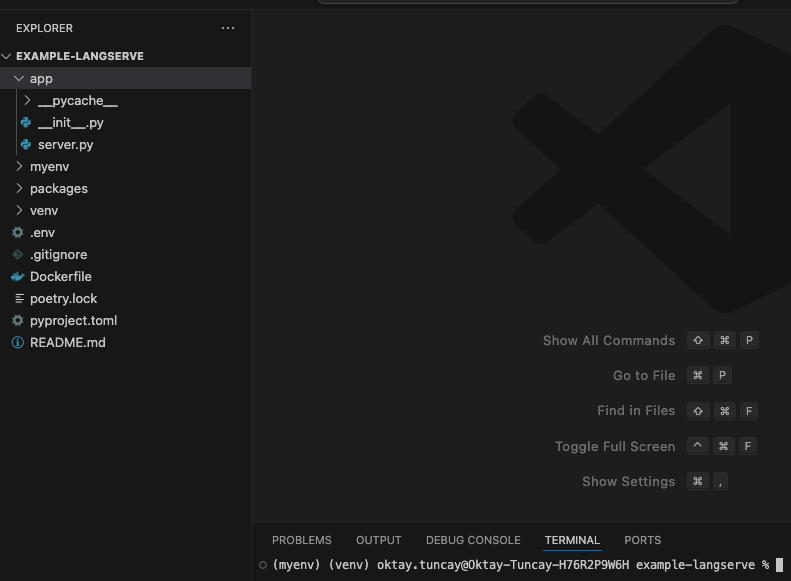 EXPLORER
EXAMPLE-LANGSERVE
app
__pycache__
__init__.py
server.py
myenv
packages
venv
.env
.gitignore
Dockerfile
poetry.lock
pyproject.toml
README.md
Show All Commands ⇧ ⌘ P
Go to File ⌘ P
Find in Files ⇧ ⌘ F
Toggle Full Screen ^ ⌘ F
Show Settings ⌘ ,
PROBLEMS OUTPUT DEBUG CONSOLE TERMINAL PORTS
(myenv) (venv) oktay.tuncay@Oktay-Tuncay-H76R2P9W6H example-langserve %